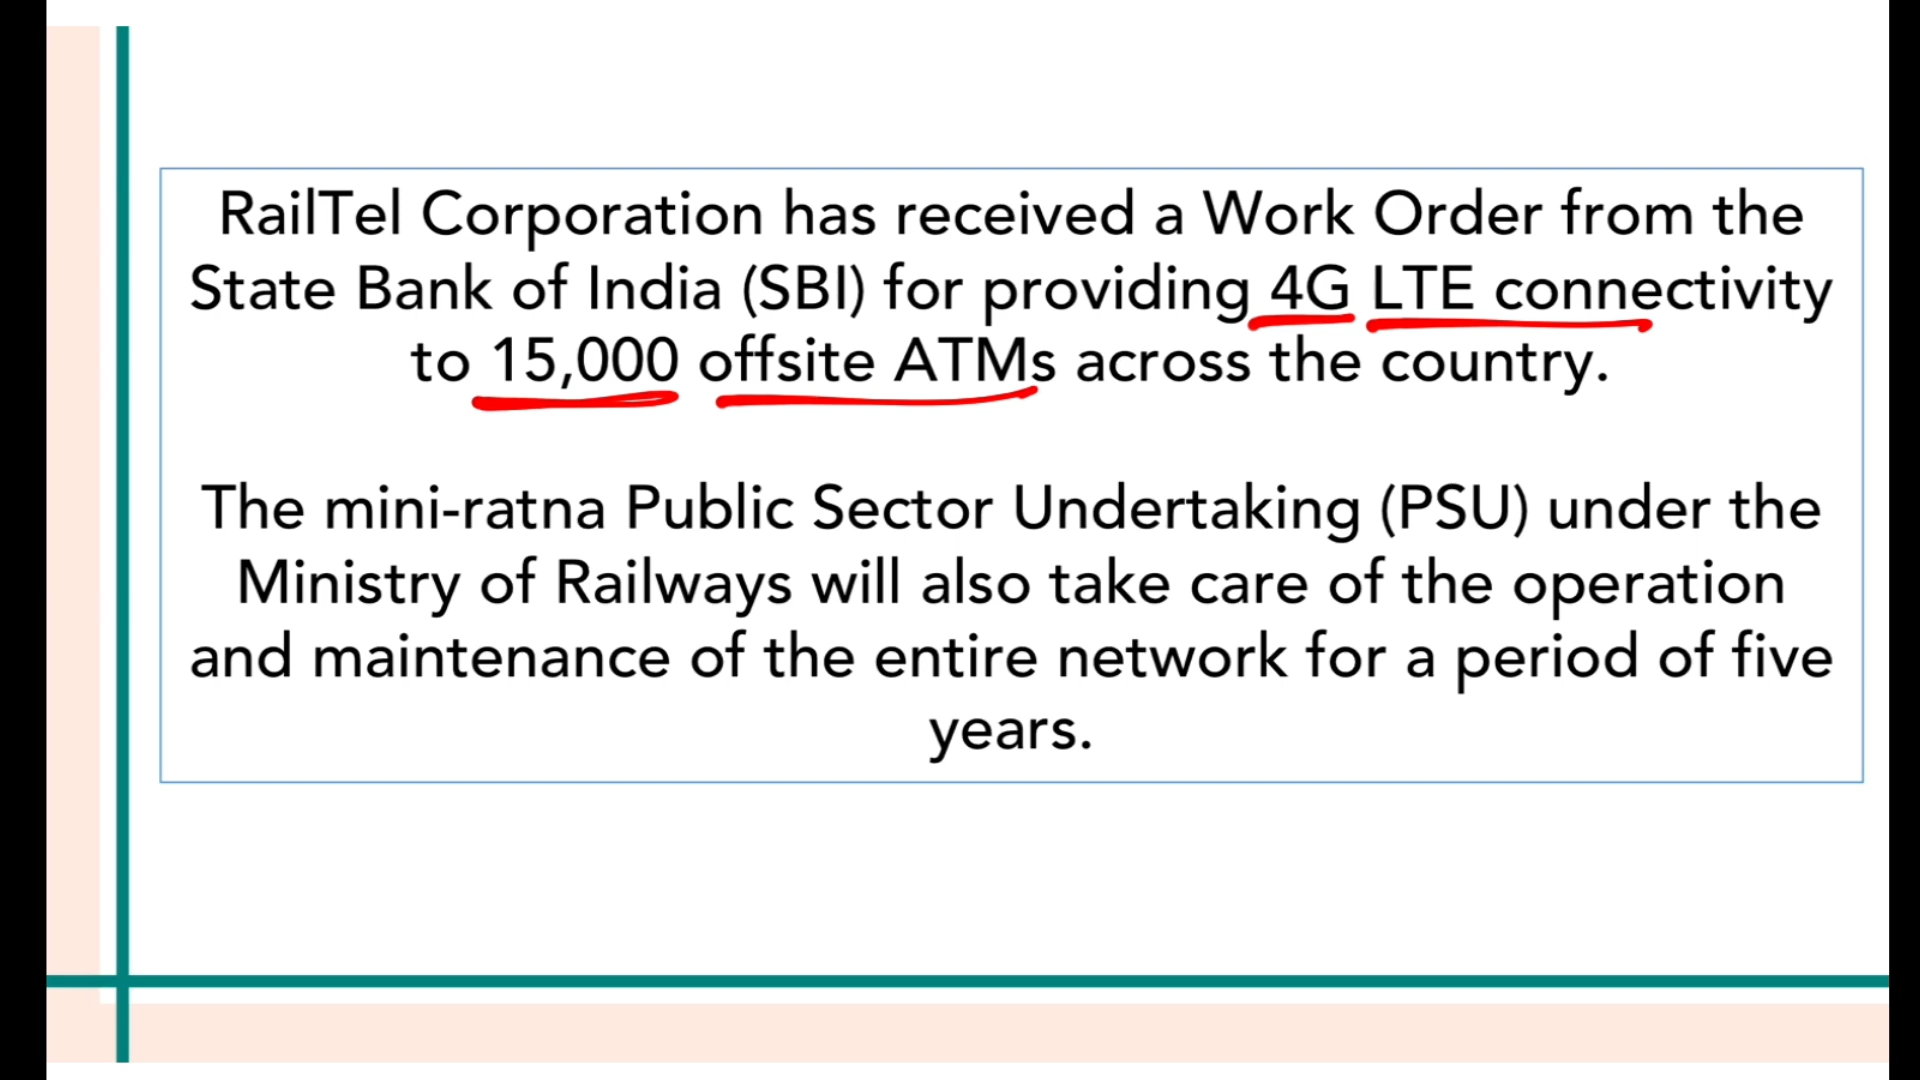 RailTel Corporation has received a Work Order from the
State Bank of India (SBI) for providing 4G LTE connectivity
to 15,000 offsite ATMs across the country.
The mini-ratna Public Sector Undertaking (PSU) under the
Ministry of Railways will also take care of the operation
and maintenance of the entire network for a period of five
years.